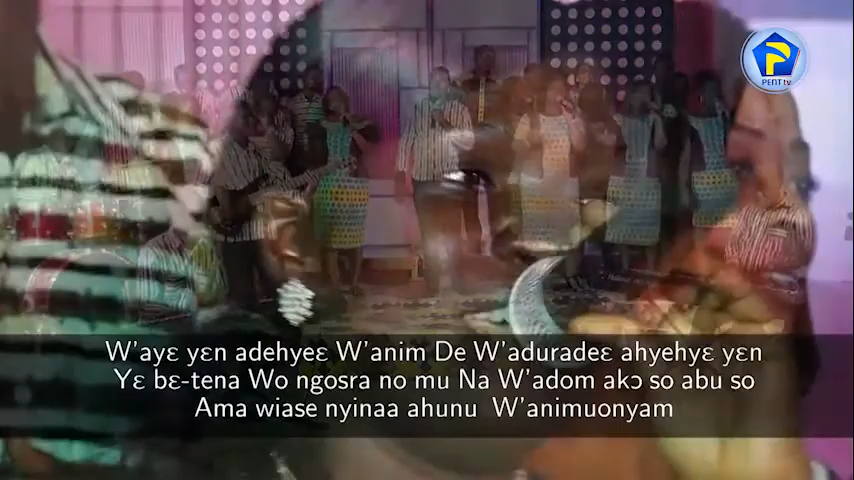 PENT tv
W'ayɛ yɛn adehyeɛ W'anim De W'aduradeɛ ahyehyɛ yɛn
Yɛ bɛ-tena Wo ngosra no mu Na W'adom akɔ so abu so
Ama wiase nyinaa ahunu W'animuonyam